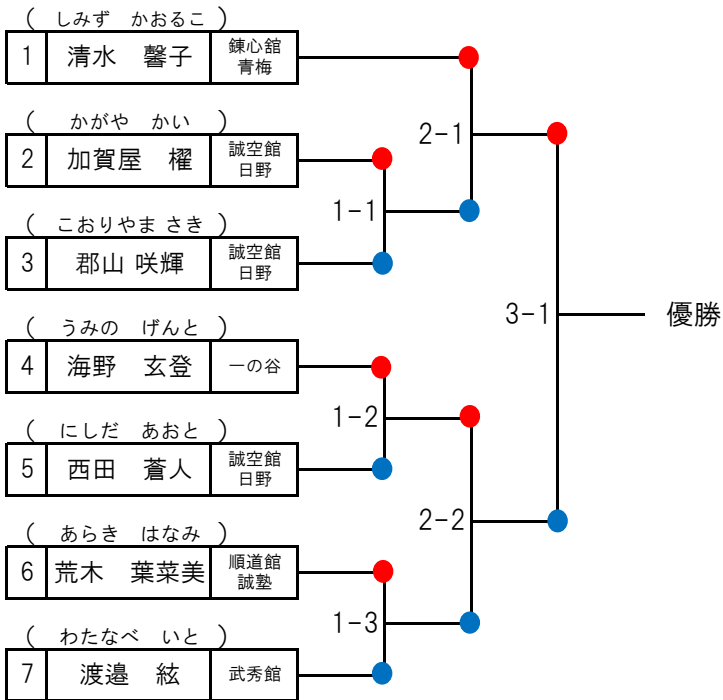 ( しみず かおるこ )
1 清水 馨子 錬心舘
青梅
( かがや かい )
2 加賀屋 櫂 誠空館
日野
( こおりやま さき )
3 郡山 咲輝 誠空館
日野
( うみの げんと )
4 海野 玄登 一の谷
( にしだ あおと )
5 西田 蒼人 誠空館
日野
( あらき はなみ )
6 荒木 葉菜美 順道館
誠塾
( わたなべ いと )
7 渡邉 絃 武秀館
1-1
1-2
1-3
2-1
2-2
3-1
優勝